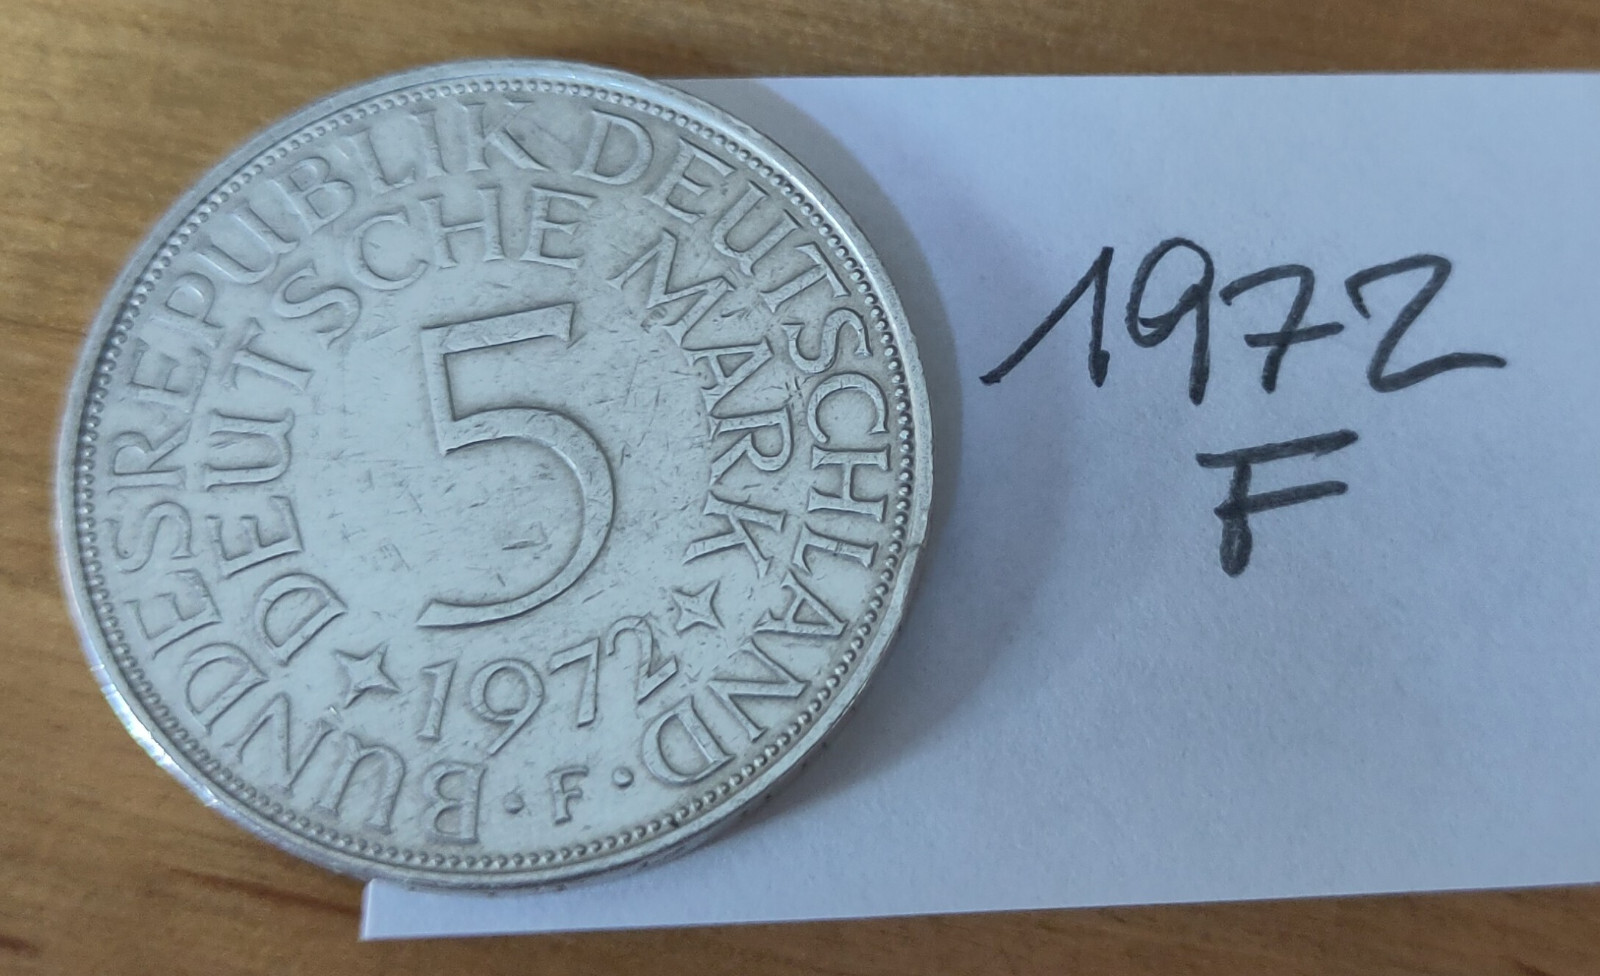 BUNDESREPUBLIK DEUTSCHLAND
DEUTSCHE MARK
5
1972
· F ·
1972
F